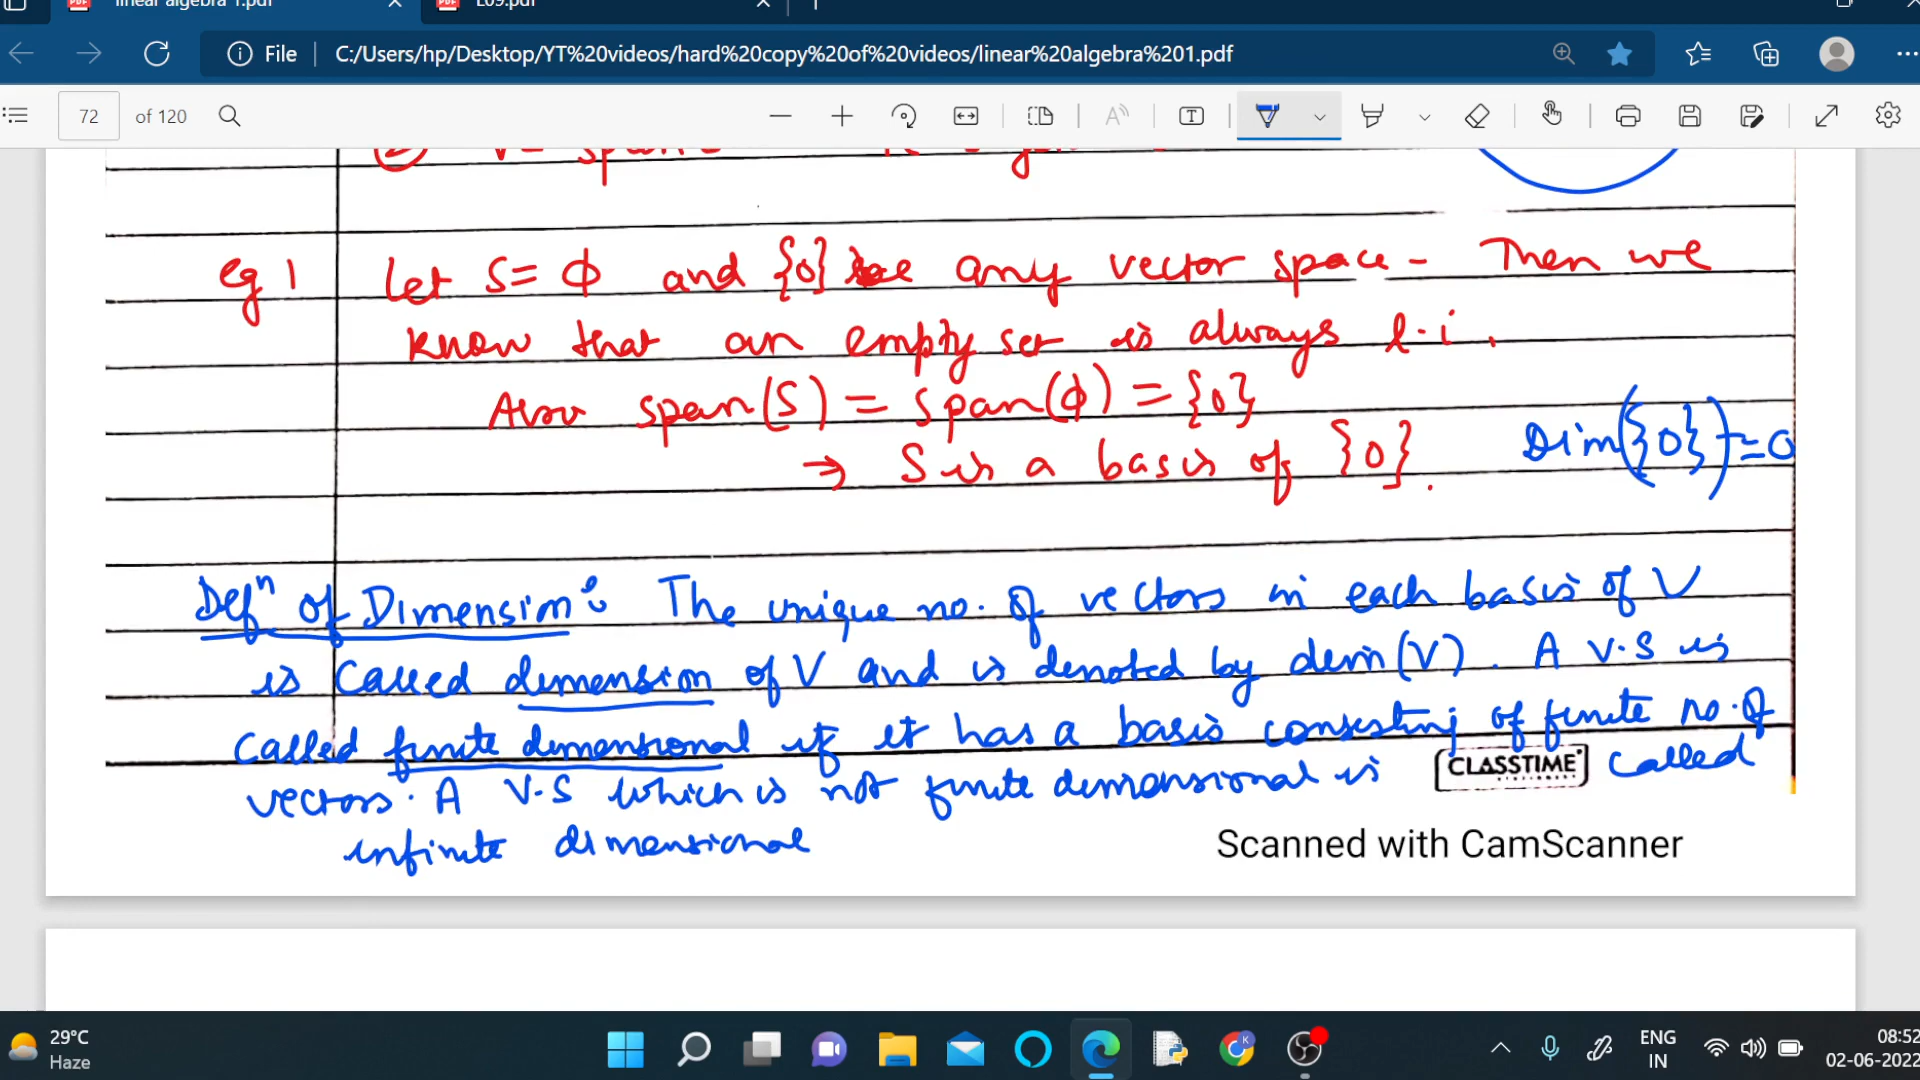 linear algebra 1.pdf
L09.pdf
File
C:/Users/hp/Desktop/YT%20videos/hard%20copy%20of%20videos/linear%20algebra%201.pdf
72 of 120
eg 1 Let S = ϕ and {0} be any vector space - Then we
know that an empty set is always l.i.
Also span(S) = span(ϕ) = {0}
⇒ S is a basis of {0}.
Dim({0}) = 0
Defⁿ of Dimension: The unique no. of vectors in each basis of V
is called dimension of V and is denoted by dim(V). A V.S is
called finite dimensional if it has a basis consisting of finite no. of
vectors. A V.S which is not finite dimensional is called
infinite dimensional
CLASSTIME
Scanned with CamScanner
29°C
Haze
ENG
IN
08:52
02-06-2022